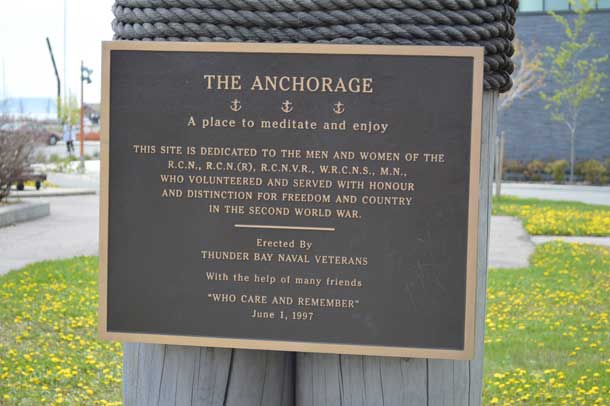 THE ANCHORAGE
A place to meditate and enjoy
THIS SITE IS DEDICATED TO THE MEN AND WOMEN OF THE
R.C.N., R.C.N.(R), R.C.N.V.R., W.R.C.N.S., M.N.,
WHO VOLUNTEERED AND SERVED WITH HONOUR
AND DISTINCTION FOR FREEDOM AND COUNTRY
IN THE SECOND WORLD WAR.
Erected By
THUNDER BAY NAVAL VETERANS
With the help of many friends
"WHO CARE AND REMEMBER"
June 1, 1997